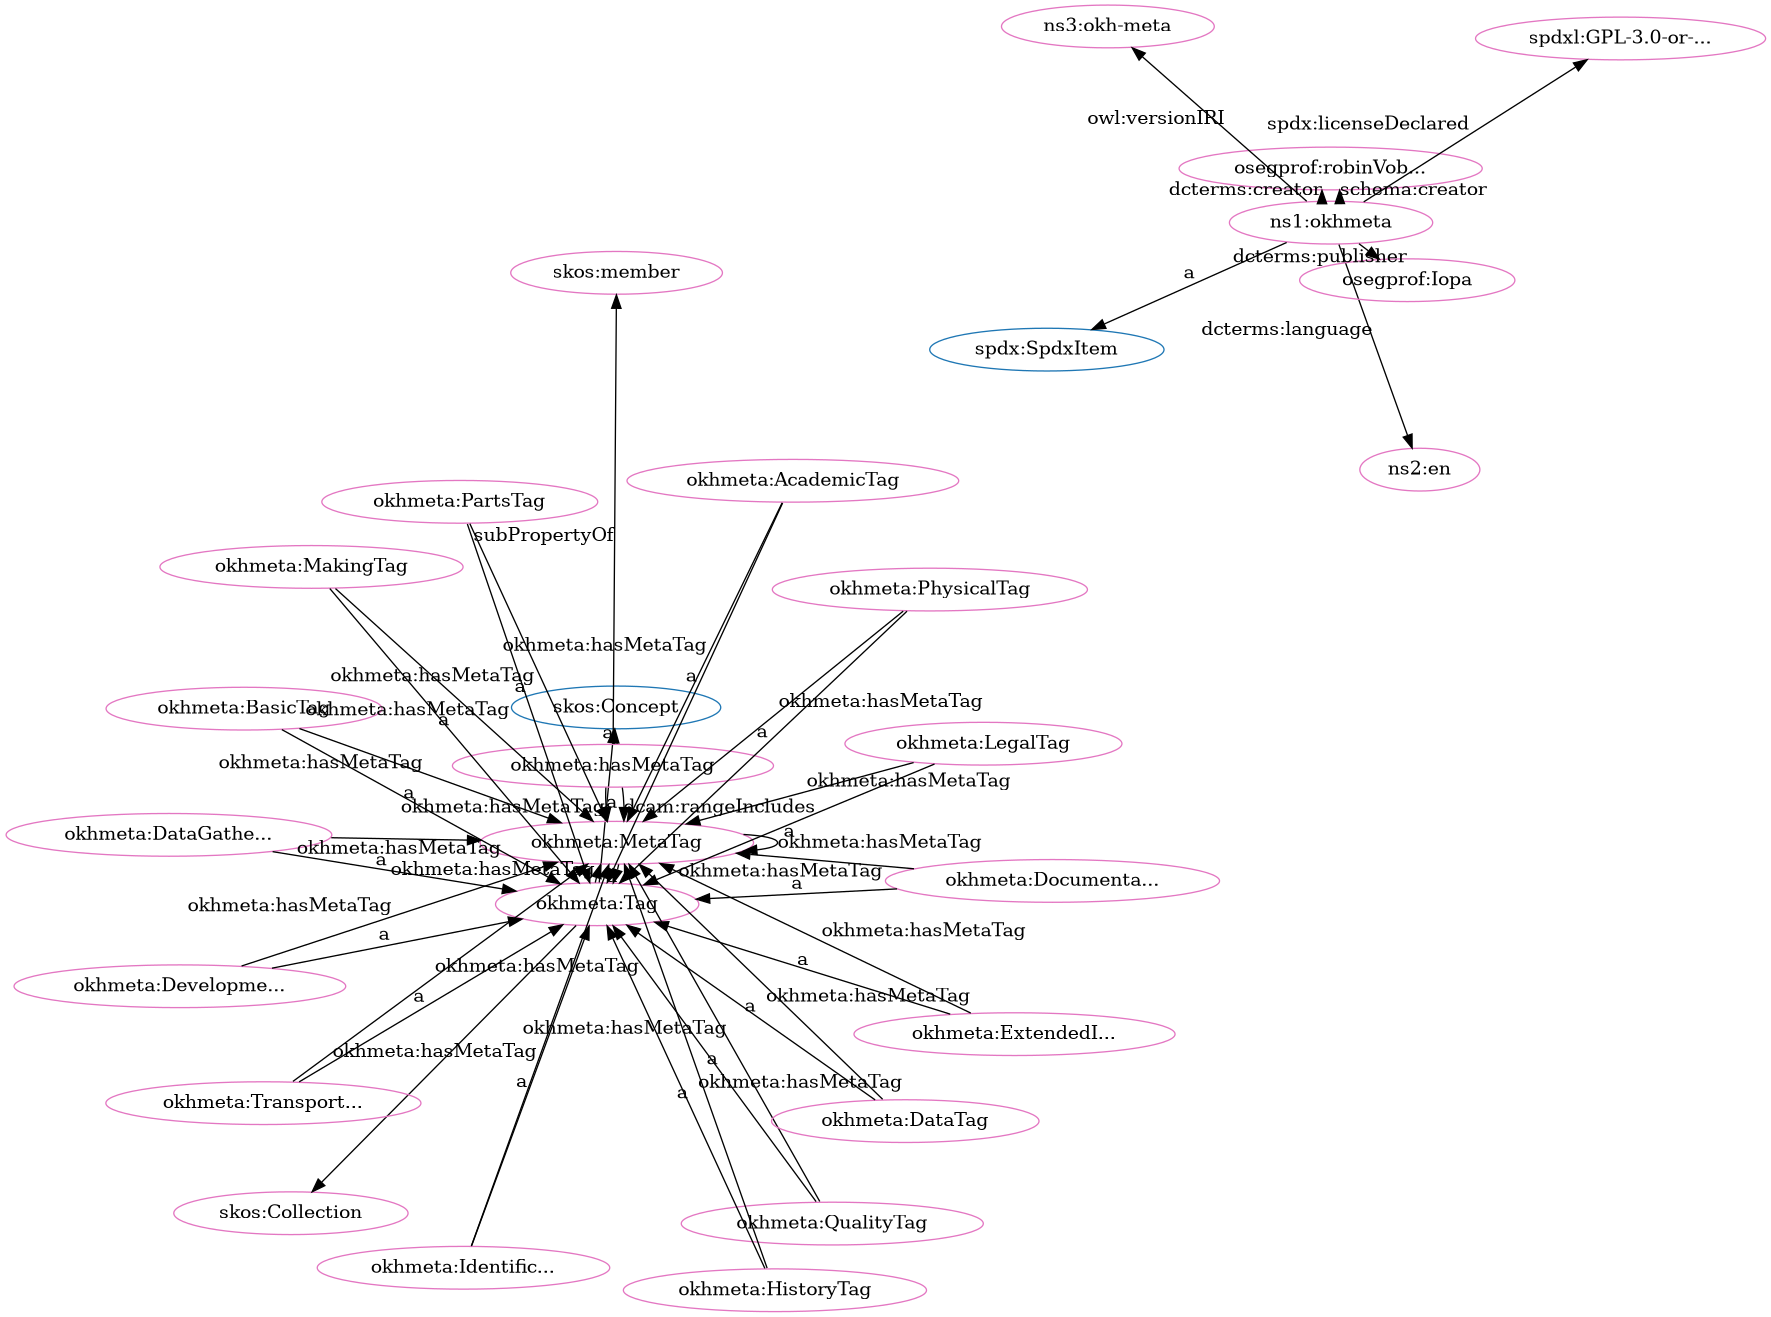 ns3:okh-meta
spdxl:GPL-3.0-or-...
owl:versionIRI
spdx:licenseDeclared
osegprof:robinVob...
dcterms:creator
schema:creator
ns1:okhmeta
dcterms:publisher
a
skos:member
osegprof:Iopa
dcterms:language
spdx:SpdxItem
ns2:en
okhmeta:AcademicTag
okhmeta:PartsTag
subPropertyOf
okhmeta:MakingTag
okhmeta:PhysicalTag
okhmeta:hasMetaTag
okhmeta:hasMetaTag
a
a
okhmeta:BasicTag
okhmeta:hasMetaTag
skos:Concept
okhmeta:hasMetaTag
a
a
a
okhmeta:LegalTag
okhmeta:hasMetaTag
okhmeta:hasMetaTag
okhmeta:hasMetaTag
a
okhmeta:hasMetaTag
a
dcam:rangeIncludes
okhmeta:DataGathe...
a
okhmeta:MetaTag
okhmeta:hasMetaTag
okhmeta:hasMetaTag
a
okhmeta:hasMetaTag
okhmeta:hasMetaTag
okhmeta:Documenta...
a
okhmeta:hasMetaTag
okhmeta:Tag
a
okhmeta:hasMetaTag
a
okhmeta:hasMetaTag
okhmeta:Developme...
a
okhmeta:hasMetaTag
a
okhmeta:hasMetaTag
okhmeta:ExtendedI...
okhmeta:hasMetaTag
a
a
okhmeta:hasMetaTag
a
okhmeta:Transport...
okhmeta:DataTag
skos:Collection
okhmeta:QualityTag
okhmeta:Identific...
okhmeta:HistoryTag